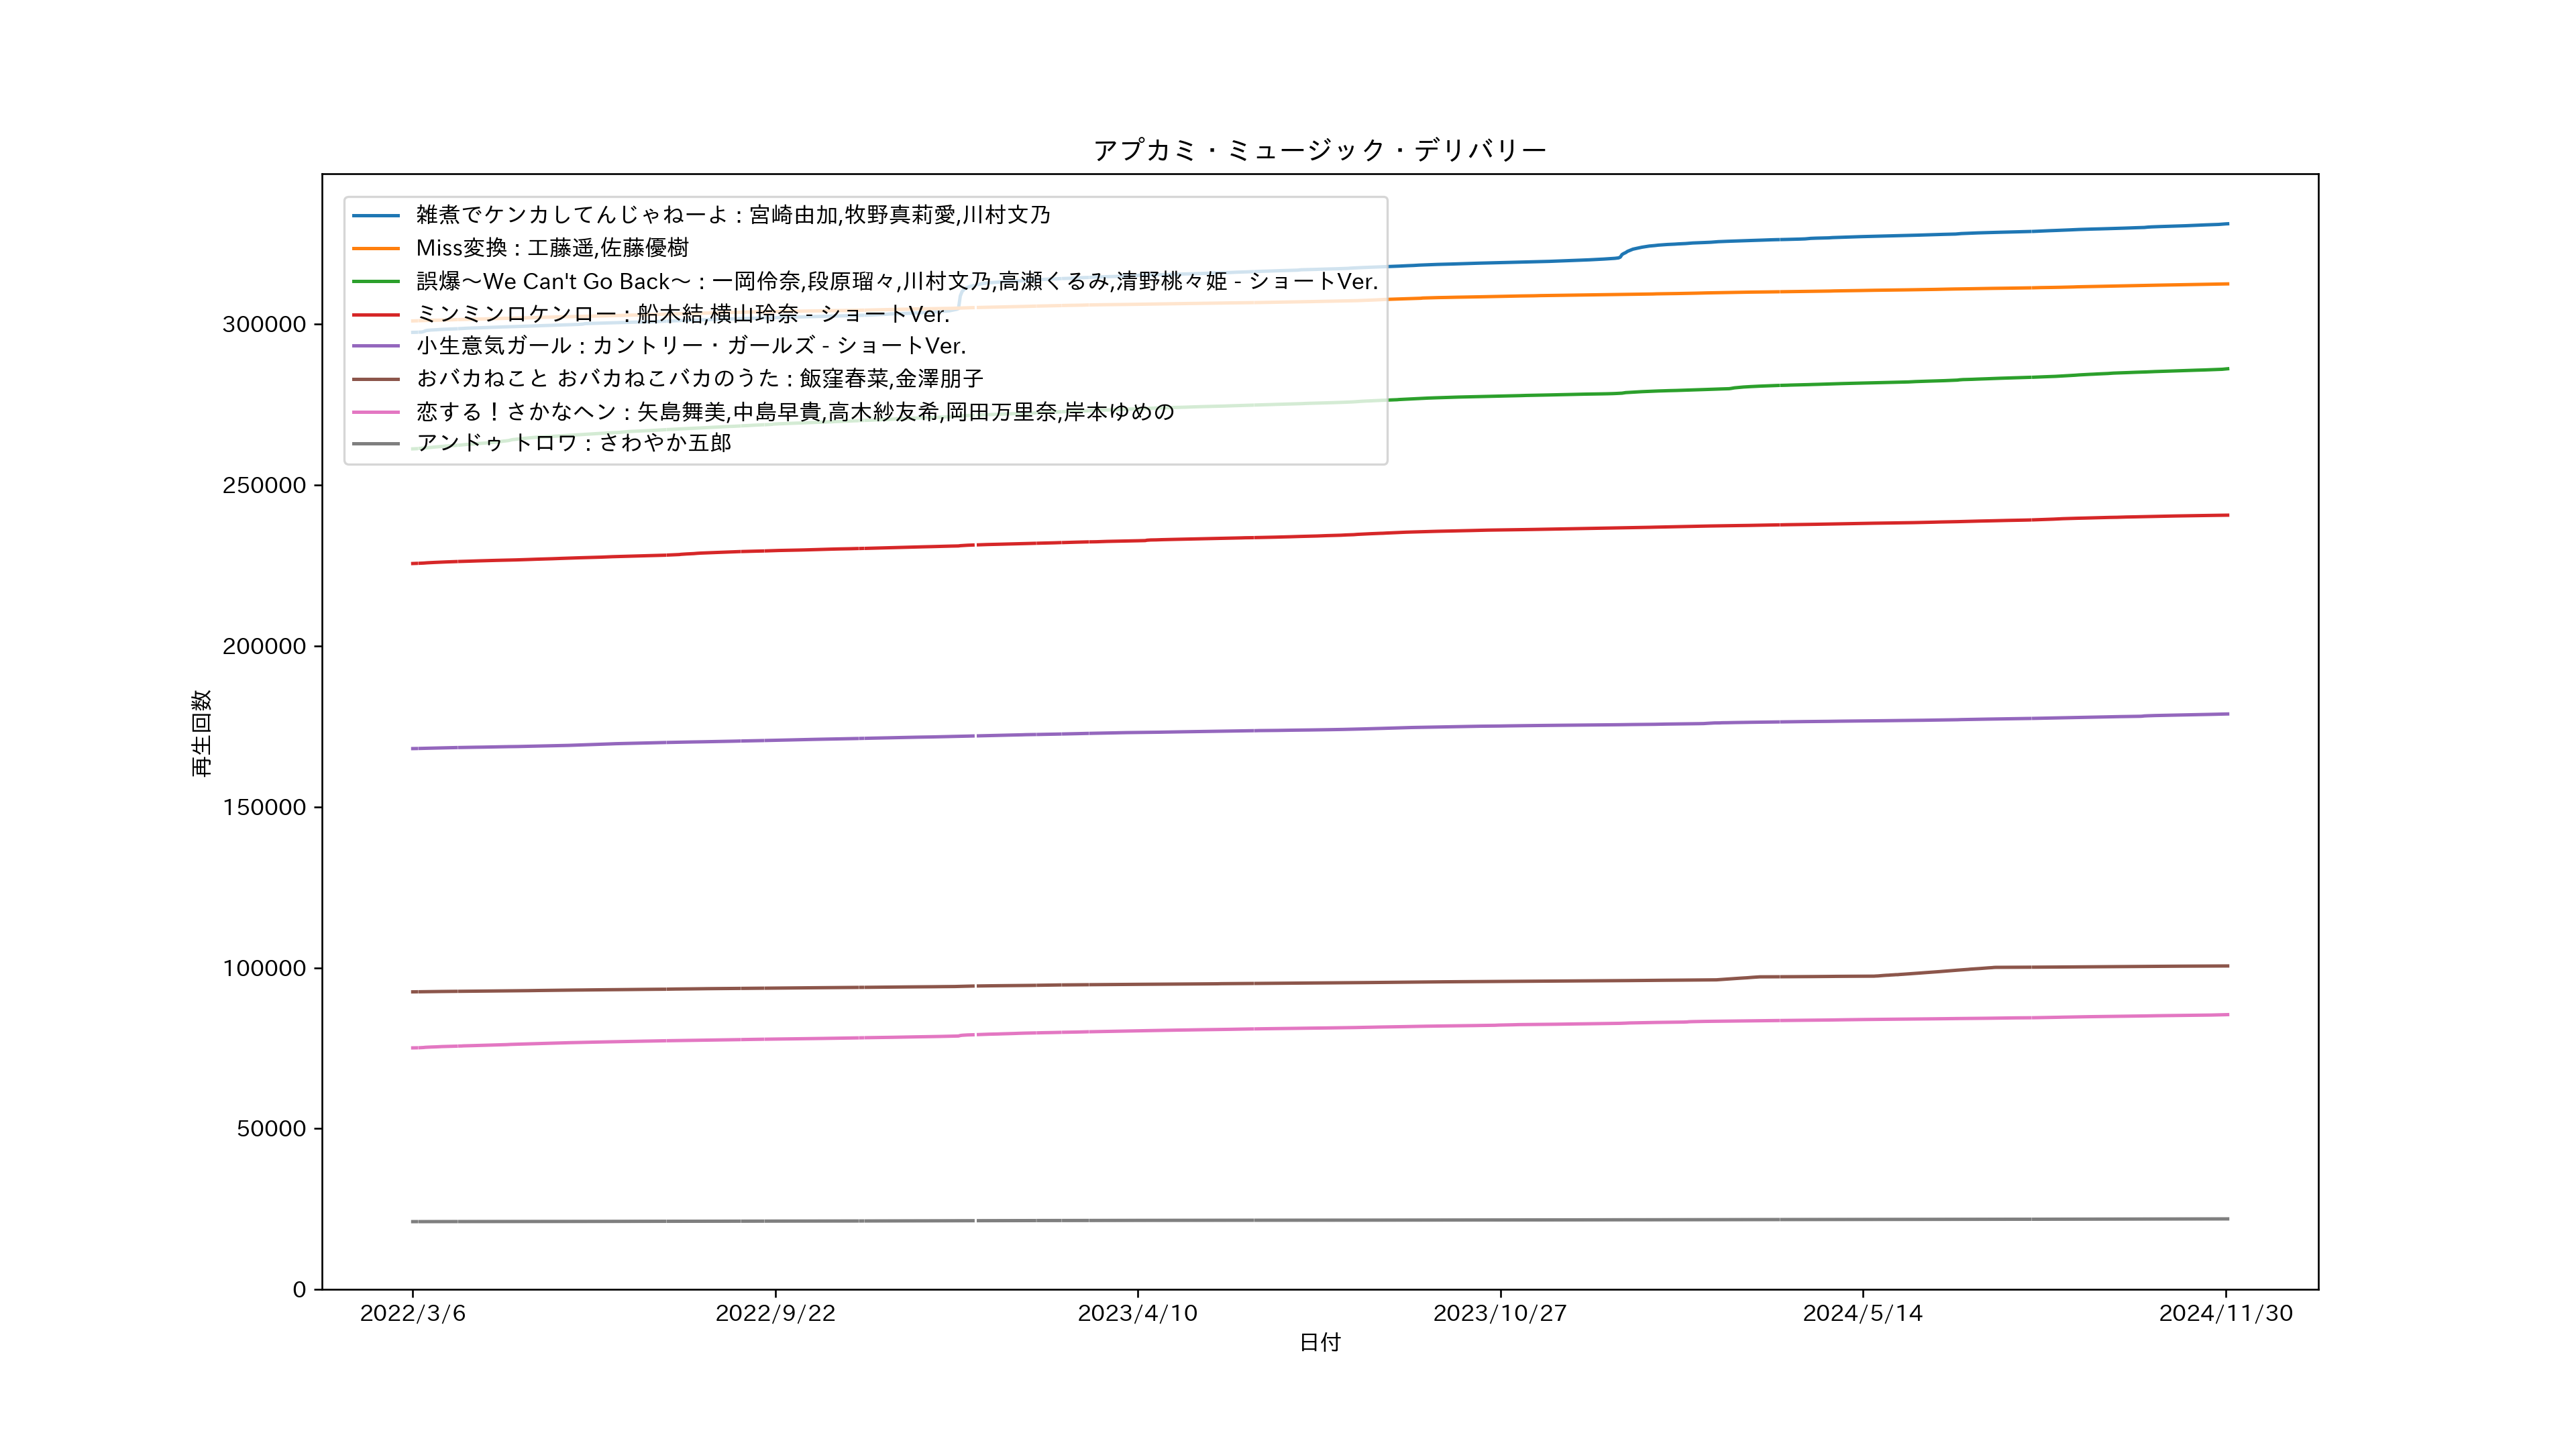 アプカミ・ミュージック・デリバリー
雑煮でケンカしてんじゃねーよ : 宮崎由加,牧野真莉愛,川村文乃
Miss変換 : 工藤遥,佐藤優樹
誤爆〜We Can't Go Back〜 : 一岡伶奈,段原瑠々,川村文乃,高瀬くるみ,清野桃々姫 - ショートVer.
ミンミンロケンロー : 船木結,横山玲奈 - ショートVer.
小生意気ガール : カントリー・ガールズ - ショートVer.
おバカねこと おバカねこバカのうた : 飯窪春菜,金澤朋子
恋する！さかなヘン : 矢島舞美,中島早貴,高木紗友希,岡田万里奈,岸本ゆめの
アンドゥトロワ : さわやか五郎
300000
250000
200000
150000
100000
50000
0
再生回数
2022/3/6
2022/9/22
2023/4/10
2023/10/27
2024/5/14
2024/11/30
日付